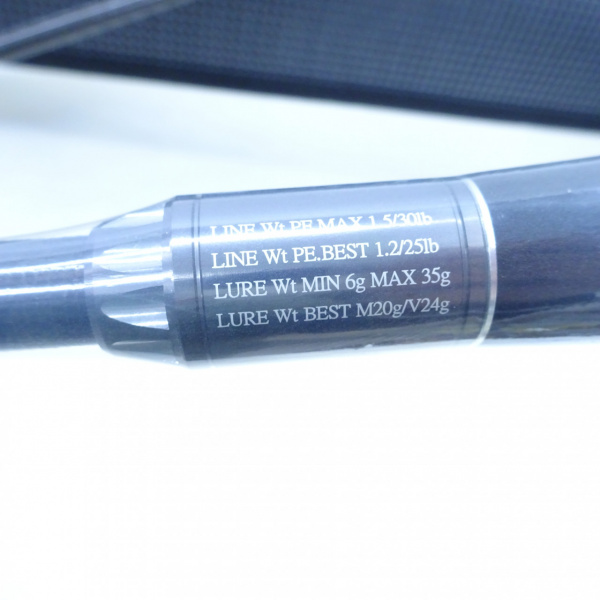 LINE Wt PE.MAX 1.5/30lb
LINE Wt PE.BEST 1.2/25lb
LURE Wt MIN 6g MAX 35g
LURE Wt BEST M20g/V24g